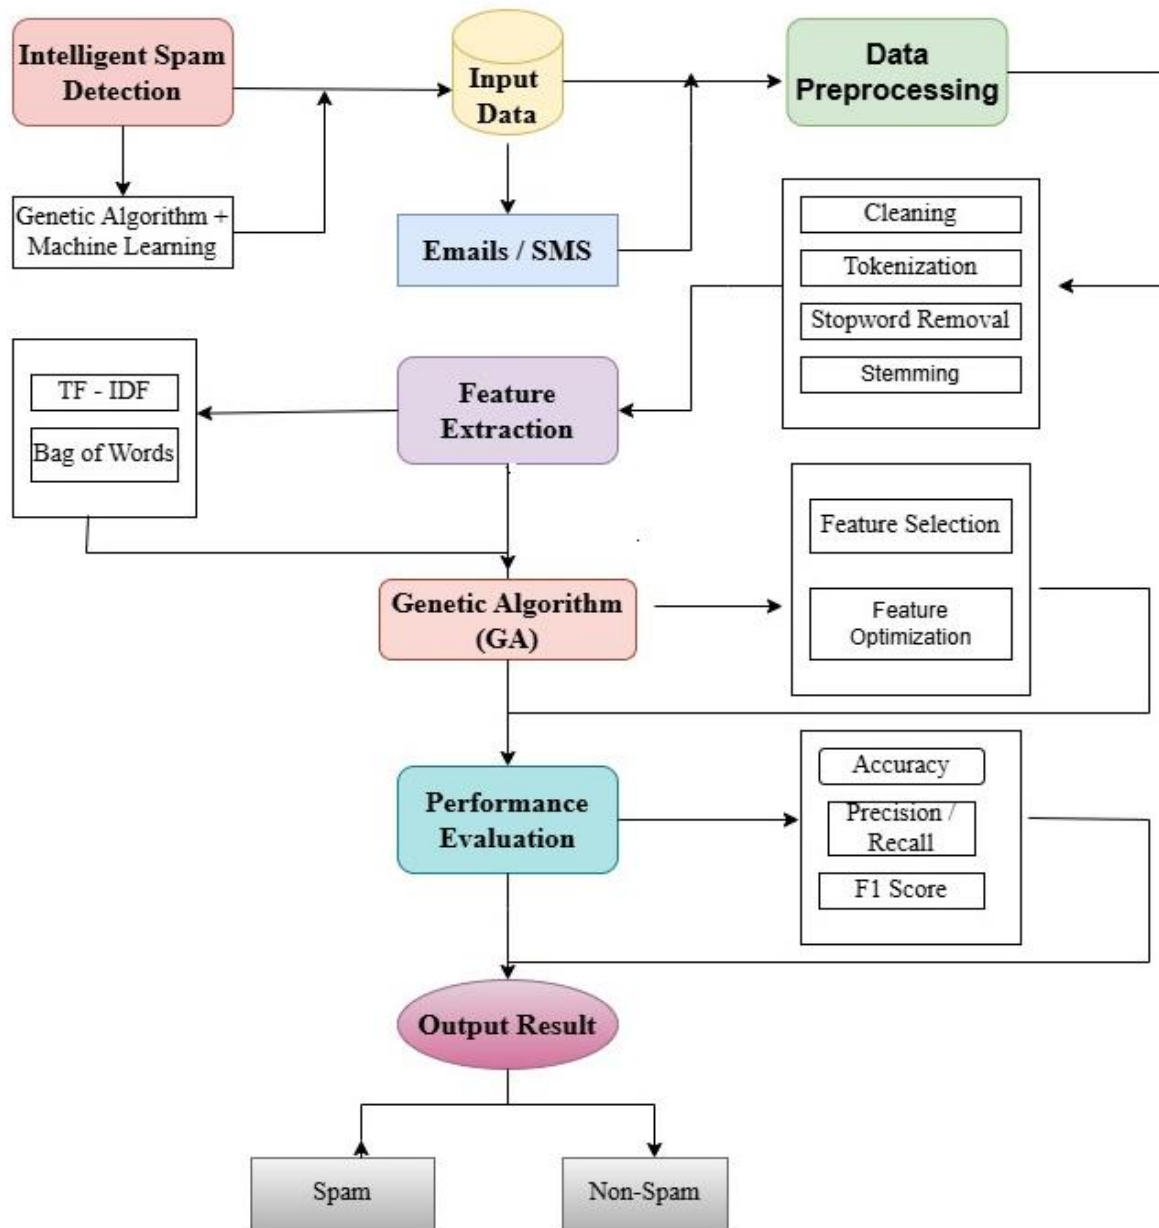 Intelligent Spam
Detection
Input
Data
Data
Preprocessing
Genetic Algorithm +
Machine Learning
Emails / SMS
Cleaning
Tokenization
Stopword Removal
Stemming
Feature
Extraction
TF - IDF
Bag of Words
Feature Selection
Feature
Optimization
Genetic Algorithm
(GA)
Performance
Evaluation
Accuracy
Precision /
Recall
F1 Score
Output Result
Spam
Non-Spam